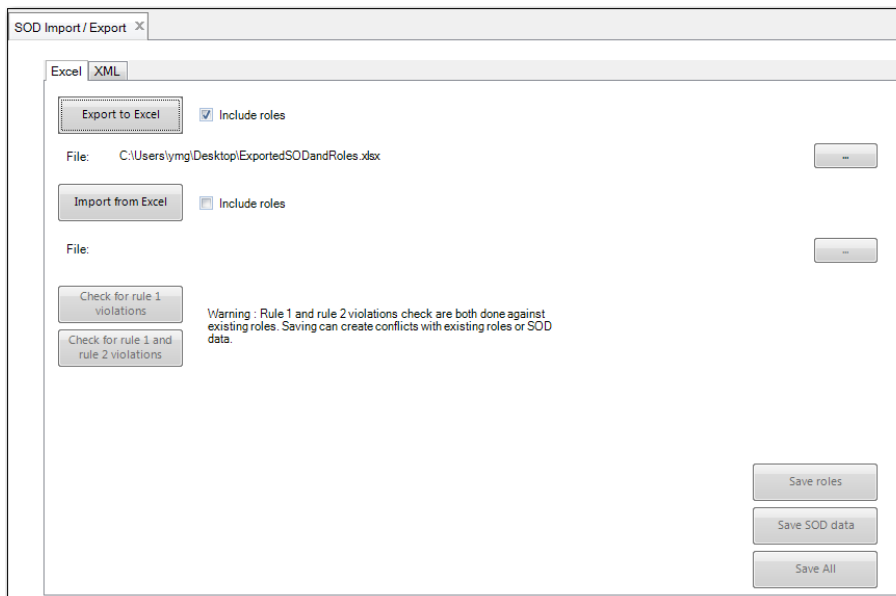 SOD Import / Export X
Excel XML
Export to Excel Include roles
File: C:\Users\ymg\Desktop\ExportedSODandRoles.xlsx ...
Import from Excel Include roles
File: ...
Check for rule 1
violations
Warning : Rule 1 and rule 2 violations check are both done against
existing roles. Saving can create conflicts with existing roles or SOD
data.
Check for rule 1 and
rule 2 violations
Save roles
Save SOD data
Save All